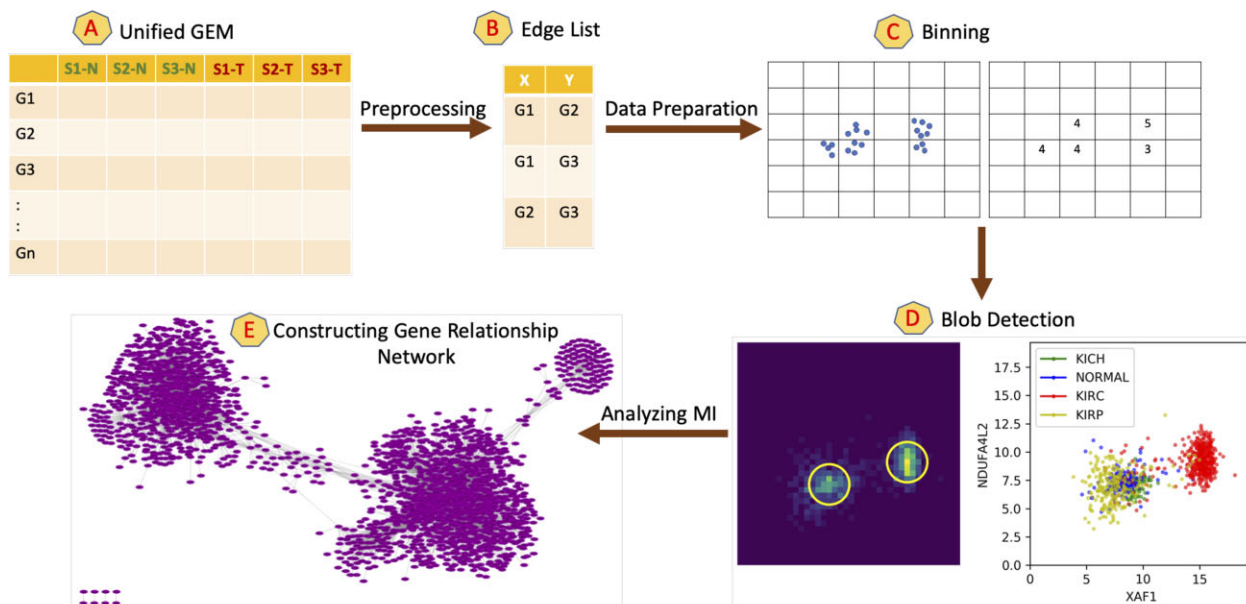 A Unified GEM
S1-N S2-N S3-N S1-T S2-T S3-T
G1
G2
G3
:
:
Gn
Preprocessing
B Edge List
X Y
G1 G2
G1 G3
G2 G3
Data Preparation
C Binning
4 5
4 4 3
D Blob Detection
KICH
NORMAL
KIRC
KIRP
NDUFA4L2
17.5
15.0
12.5
10.0
7.5
5.0
2.5
0.0
0 5 10 15
XAF1
Analyzing MI
E Constructing Gene Relationship
Network